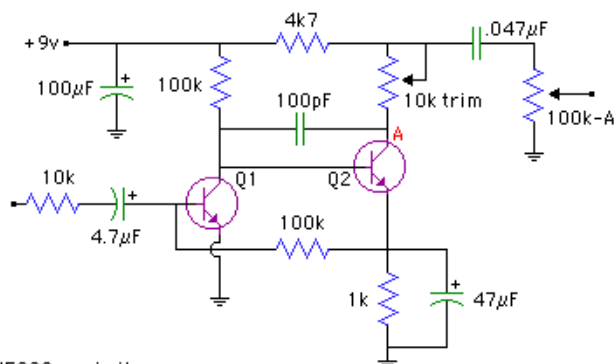 4k7
+9v
.047µF
100µF
+
100k
100pF
10k trim
100k-A
A
10k
+
4.7µF
Q1
Q2
100k
1k
+
47µF